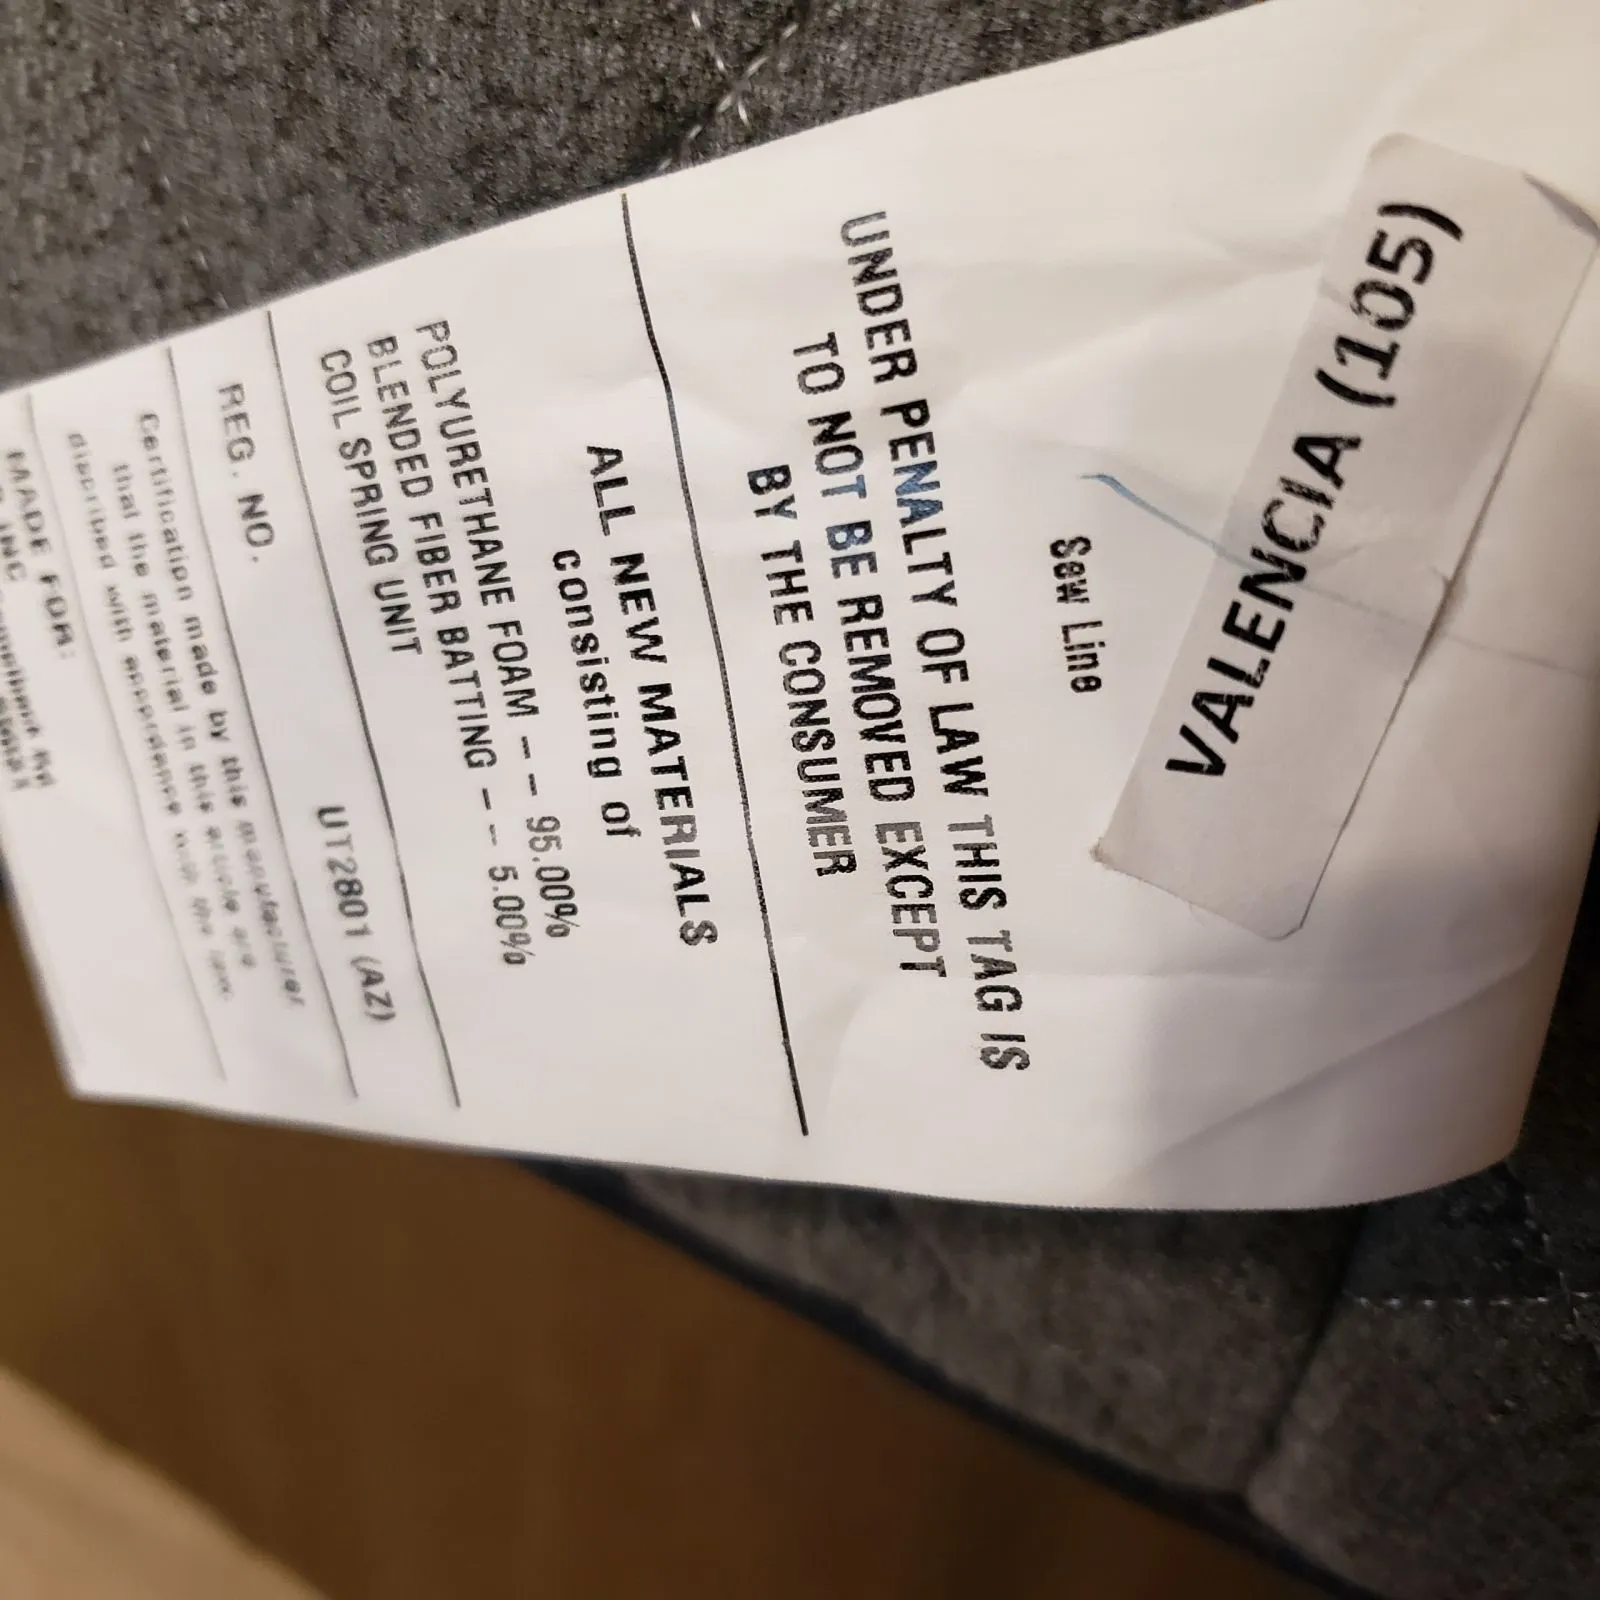 VALENCIA (105)
Sew Line
UNDER PENALTY OF LAW THIS TAG IS
TO NOT BE REMOVED EXCEPT
BY THE CONSUMER
ALL NEW MATERIALS
consisting of
POLYURETHANE FOAM -- 95.00%
BLENDED FIBER BATTING -- 5.00%
COIL SPRING UNIT
REG. NO.
UT2801 (AZ)
Certification made by this manufacturer
that the material in this article are
described with accordance with the law.
MADE FOR:
INC